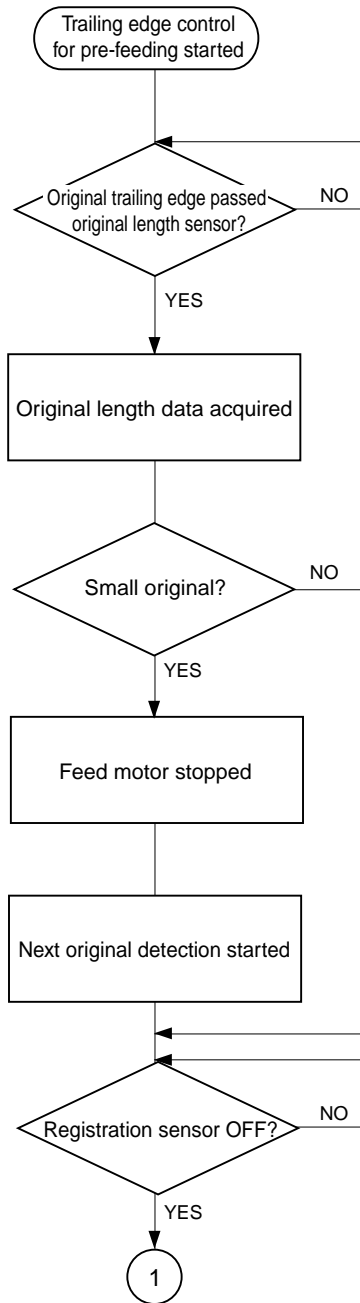 Trailing edge control
for pre-feeding started
Original trailing edge passed
original length sensor?
NO
YES
Original length data acquired
Small original?
NO
YES
Feed motor stopped
Next original detection started
Registration sensor OFF?
NO
YES
1